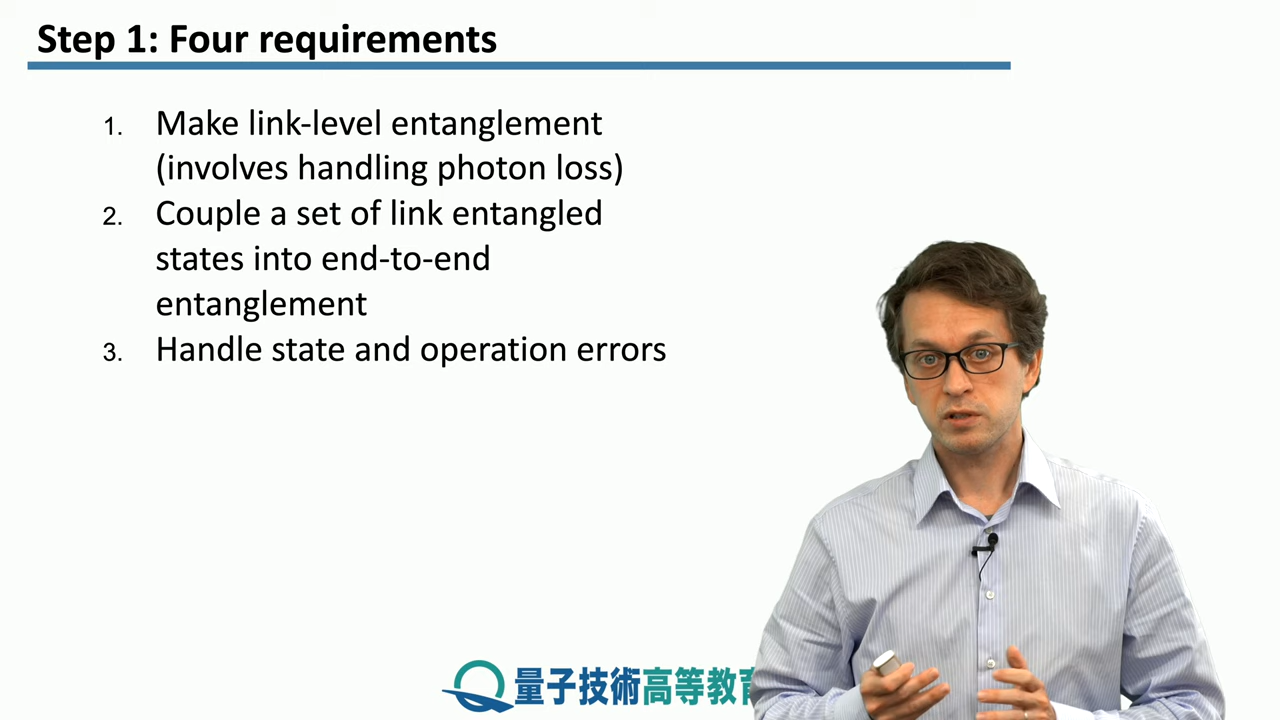 Step 1: Four requirements
1. Make link-level entanglement
(involves handling photon loss)
2. Couple a set of link entangled
states into end-to-end
entanglement
3. Handle state and operation errors
量子技術高等教育